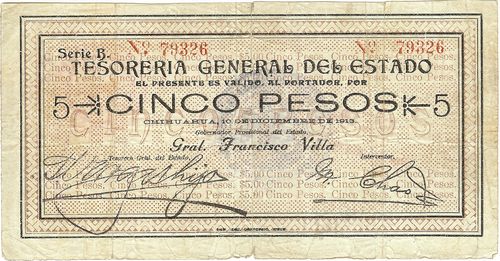 Serie B. Nº 79326 Nº 79326
TESORERIA GENERAL DEL ESTADO
EL PRESENTE ES VALIDO, AL PORTADOR, POR
5 CINCO PESOS 5
CHIHUAHUA, 10 DE DICIEMBRE DE 1913.
Gobernador Provisional del Estado.
Gral. Francisco Villa
Tesorero Gral. del Estado. Interventor,